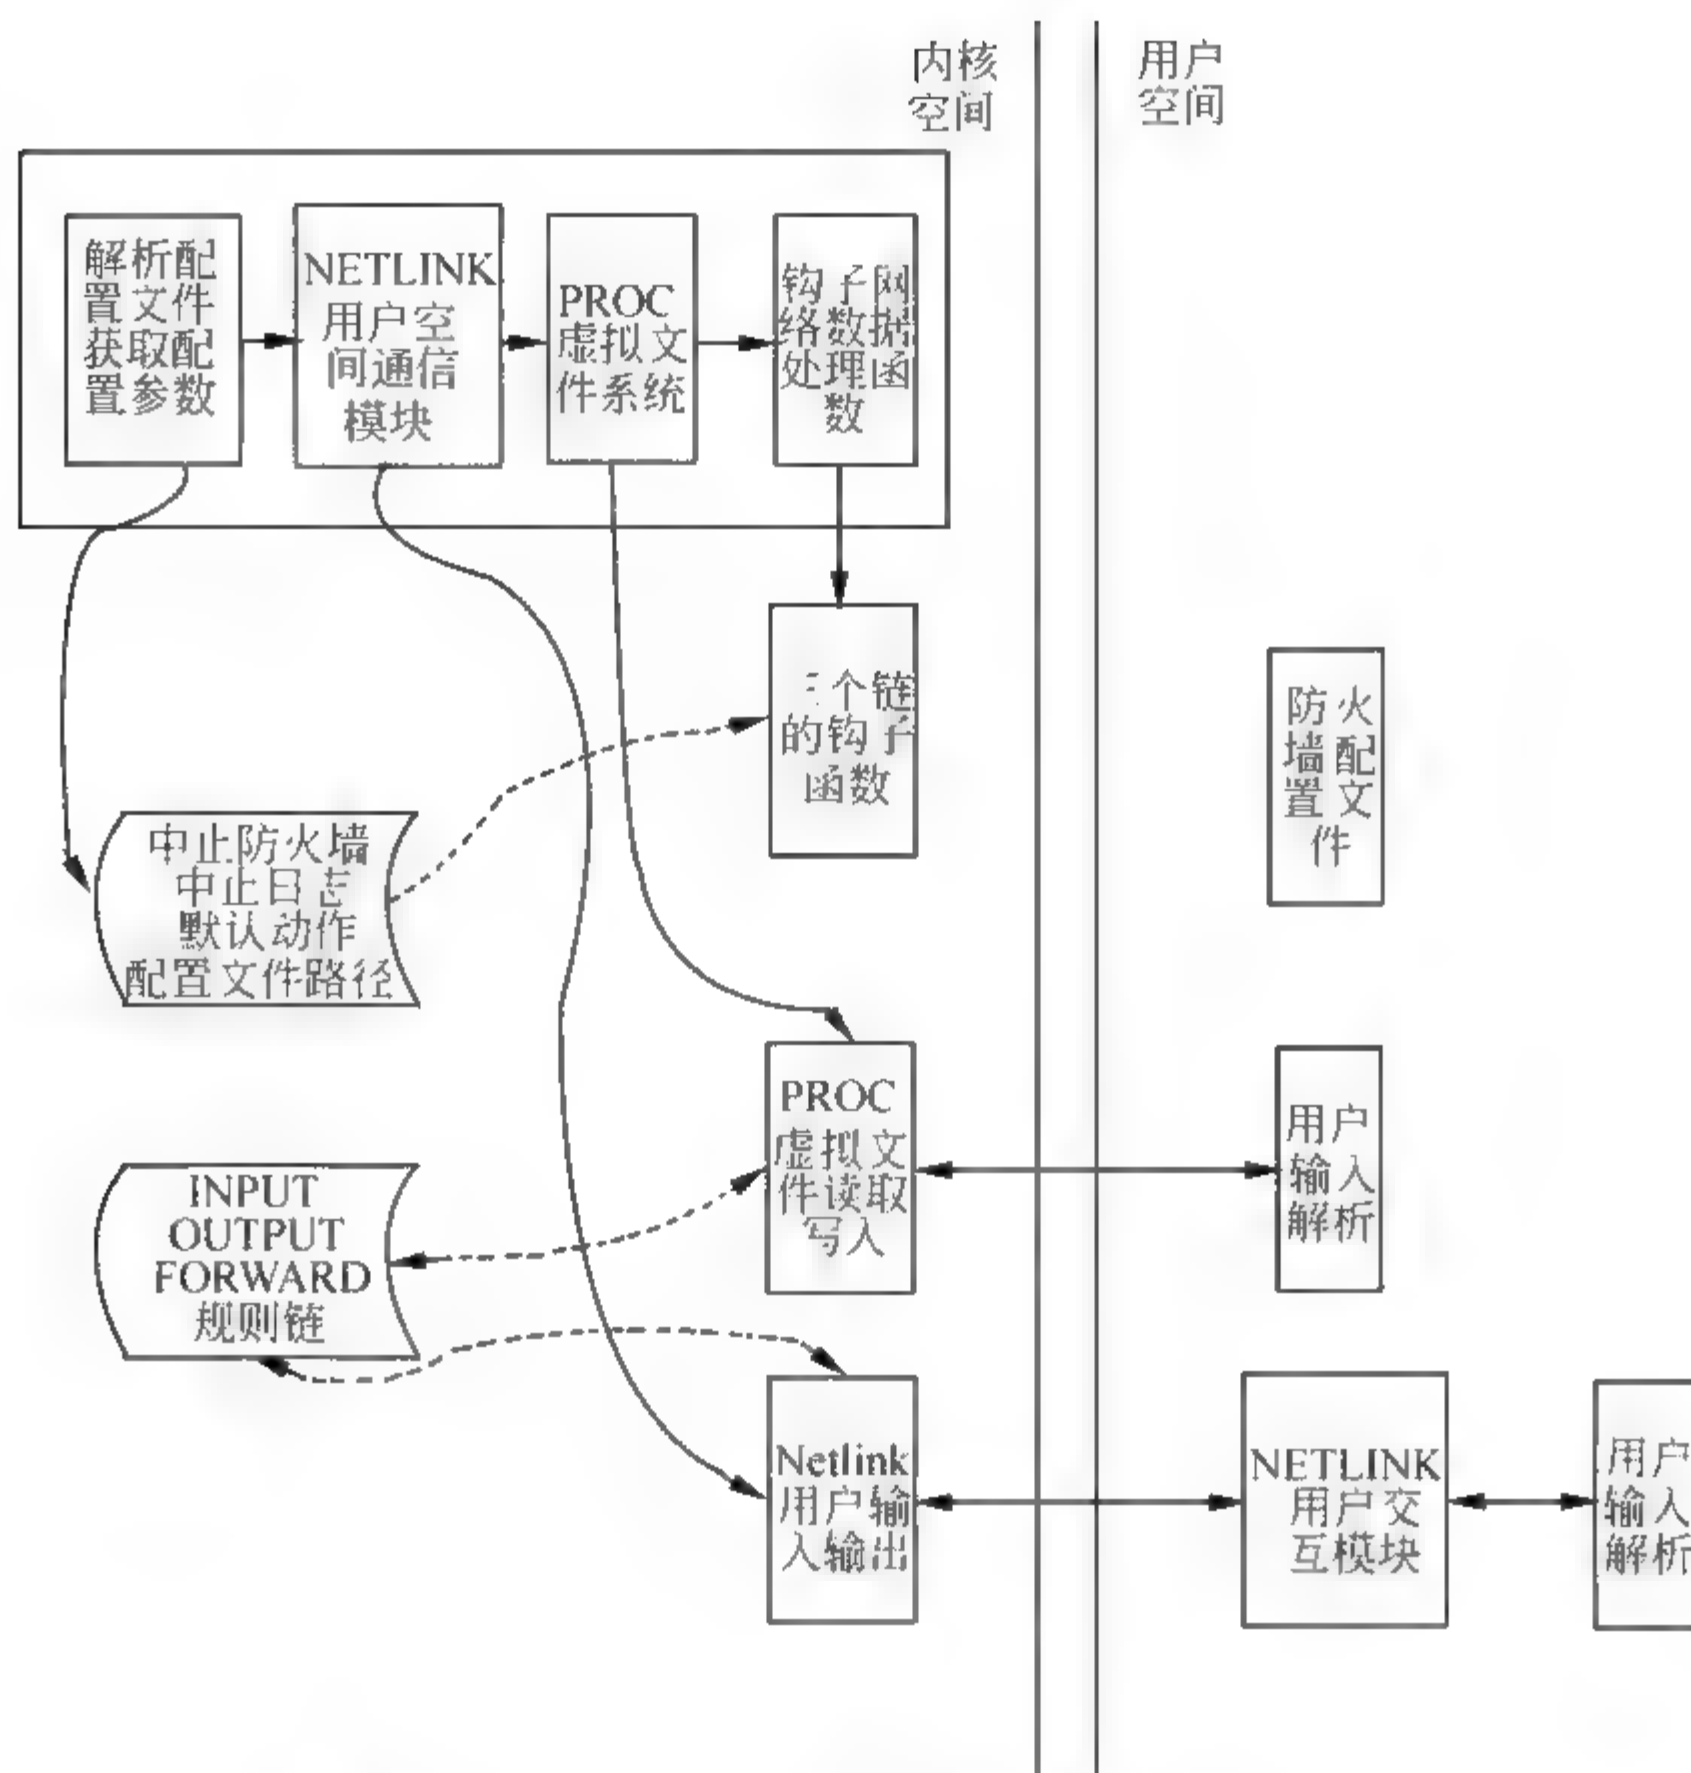 内核
空间
用户
空间
解析配
置文件
获取配
置参数
NETLINK
用户空
间通信
模块
PROC
虚拟文
件系统
钩子网
络数据
处理函
数
三个链
的钩子
函数
防火
墙配
置文
件
中止防火墙
中止日志
默认动作
配置文件路径
PROC
虚拟文
件读取
写入
用户
输入
解析
INPUT
OUTPUT
FORWARD
规则链
Netlink
用户输
入输出
NETLINK
用户交
互模块
用户
输入
解析